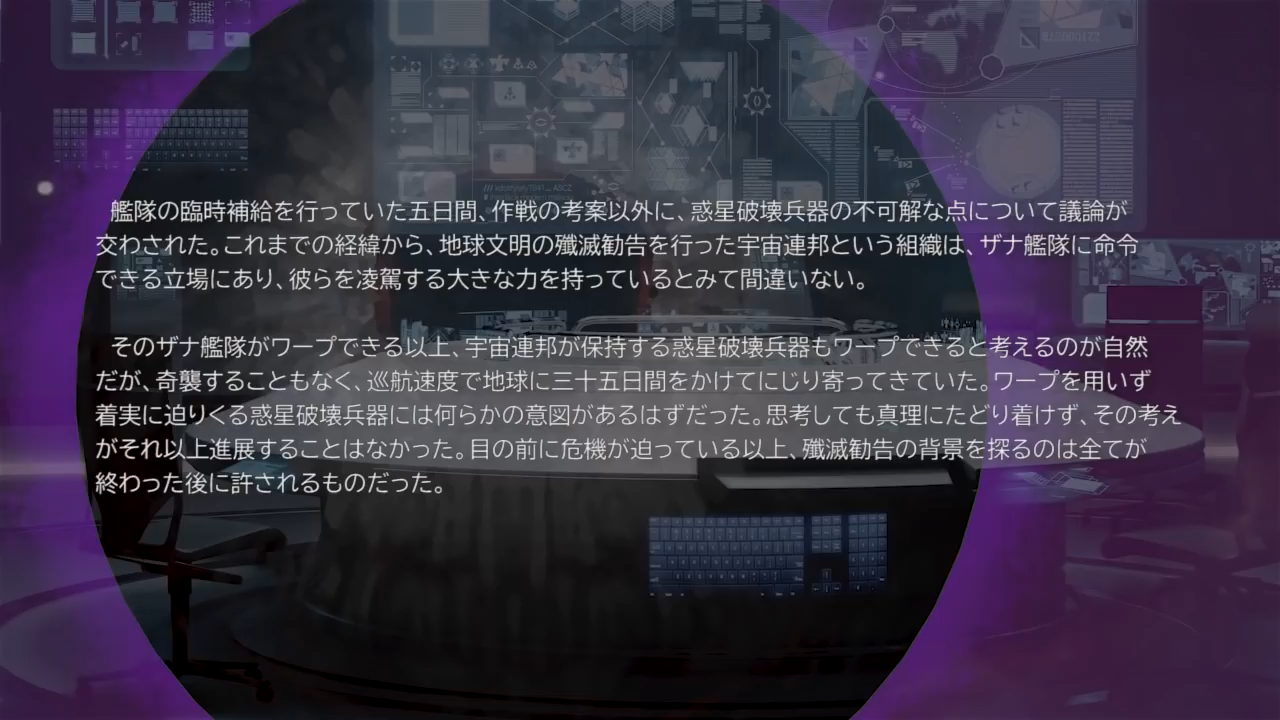 艦隊の臨時補給を行っていた五日間、作戦の考案以外に、惑星破壊兵器の不可解な点について議論が
交わされた。これまでの経緯から、地球文明の殲滅勧告を行った宇宙連邦という組織は、ザナ艦隊に命令
できる立場にあり、彼らを凌駕する大きな力を持っているとみて間違いない。
そのザナ艦隊がワープできる以上、宇宙連邦が保持する惑星破壊兵器もワープできると考えるのが自然
だが、奇襲することもなく、巡航速度で地球に三十五日間をかけてにじり寄ってきていた。ワープを用いず
着実に迫りくる惑星破壊兵器には何らかの意図があるはずだった。思考しても真理にたどり着けず、その考え
がそれ以上進展することはなかった。目の前に危機が迫っている以上、殲滅勧告の背景を探るのは全てが
終わった後に許されるものだった。